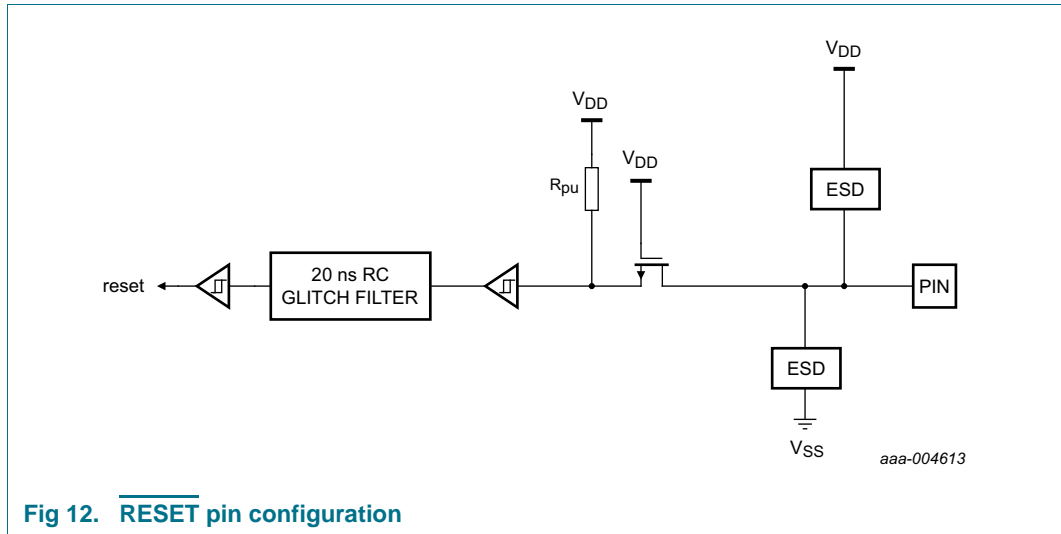 VDD
VDD
VDD
Rpu
ESD
reset
20 ns RC
GLITCH FILTER
PIN
ESD
VSS
aaa-004613
Fig 12. RESET pin configuration